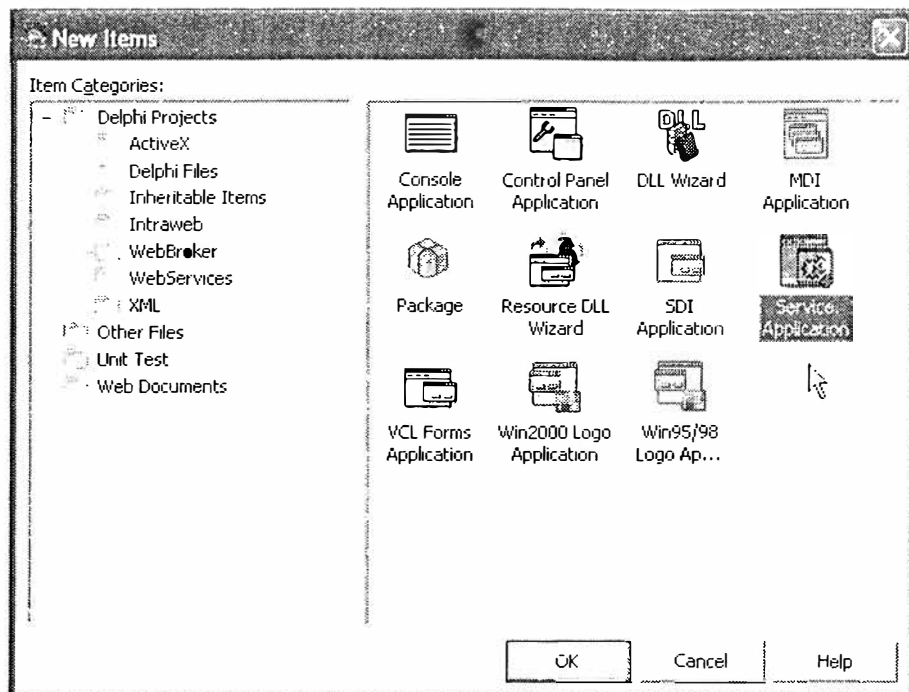 New Items
Item Categories:
Delphi Projects
ActiveX
Delphi Files
Inheritable Items
Intraweb
WebBroker
WebServices
XML
Other Files
Unit Test
Web Documents
DLL
Console
Application
Control Panel
Application
DLL Wizard
MDI
Application
Package
Resource DLL
Wizard
SDI
Application
Service
Application
VCL Forms
Application
Win2000 Logo
Application
Win95/98
Logo Ap...
OK
Cancel
Help